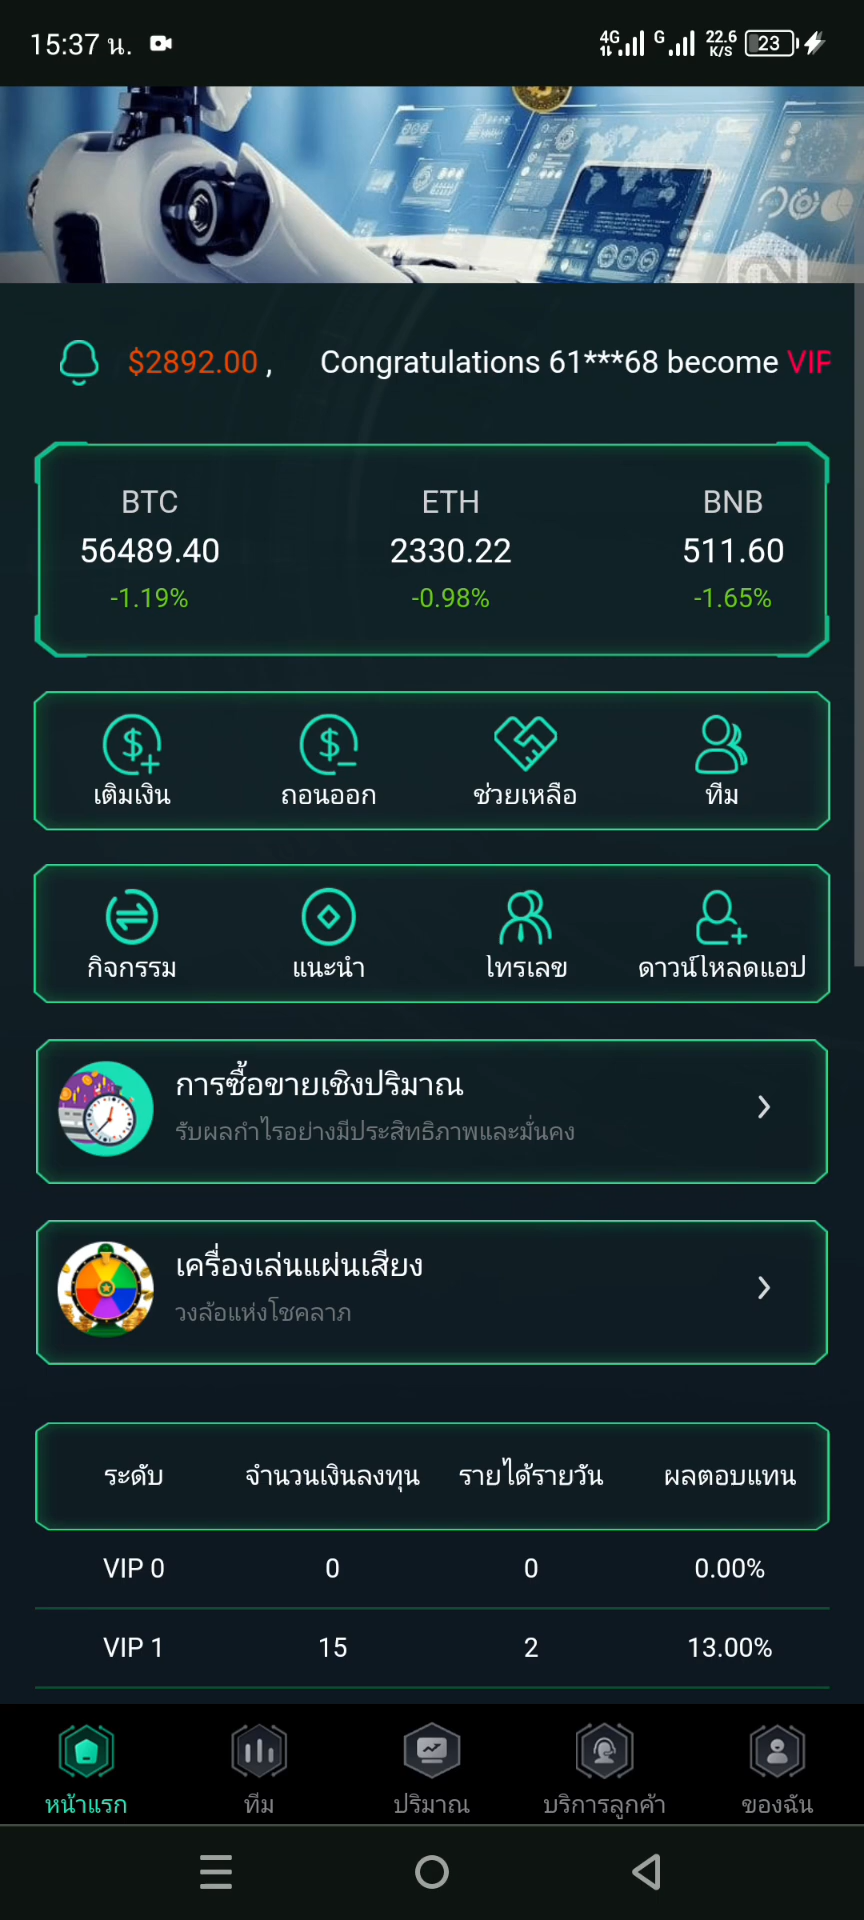 15:37 น.
4G G 22.6 K/S 23
$2892.00 , Congratulations 61***68 become VIP
BTC ETH BNB
56489.40 2330.22 511.60
-1.19% -0.98% -1.65%
เติมเงิน ถอนออก ช่วยเหลือ ทีม
กิจกรรม แนะนำ โทรเลข ดาวน์โหลดแอป
การซื้อขายเชิงปริมาณ
รับผลกำไรอย่างมีประสิทธิภาพและมั่นคง
เครื่องเล่นแผ่นเสียง
วงล้อแห่งโชคลาภ
ระดับ จำนวนเงินลงทุน รายได้รายวัน ผลตอบแทน
VIP 0 0 0 0.00%
VIP 1 15 2 13.00%
หน้าแรก ทีม ปริมาณ บริการลูกค้า ของฉัน